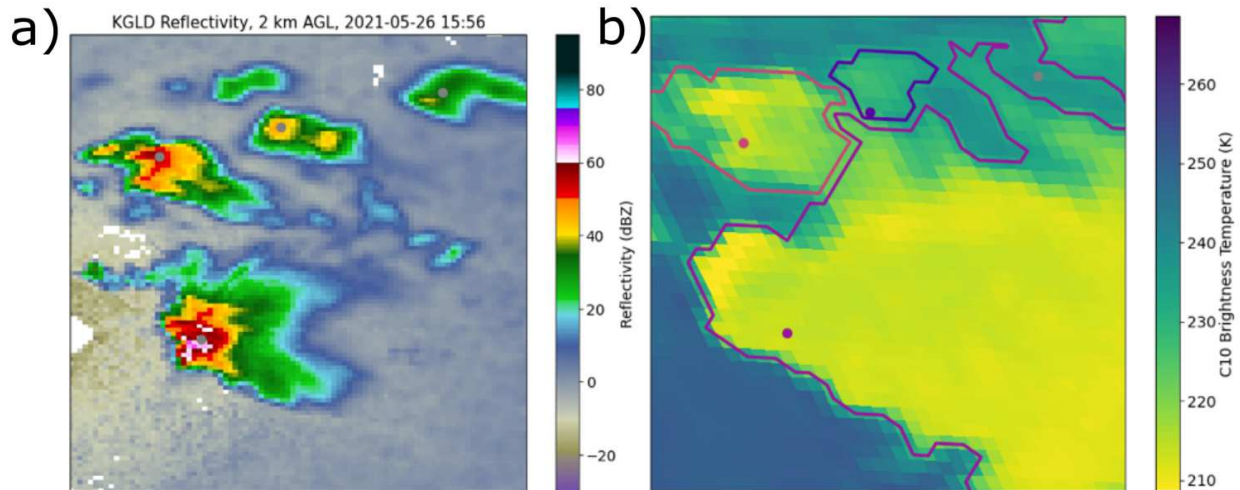 a)
KGLD Reflectivity, 2 km AGL, 2021-05-26 15:56
80
60
40
20
0
−20
Reflectivity (dBZ)
b)
260
250
240
230
220
210
C10 Brightness Temperature (K)